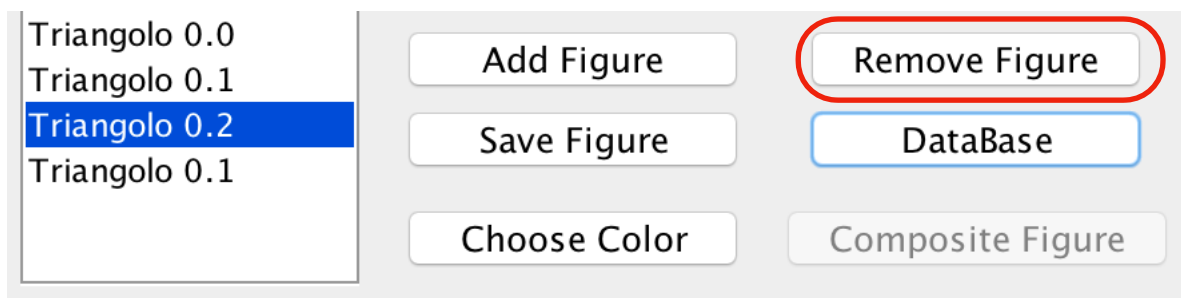 Triangolo 0.0
Triangolo 0.1
Triangolo 0.2
Triangolo 0.1
Add Figure
Remove Figure
Save Figure
DataBase
Choose Color
Composite Figure